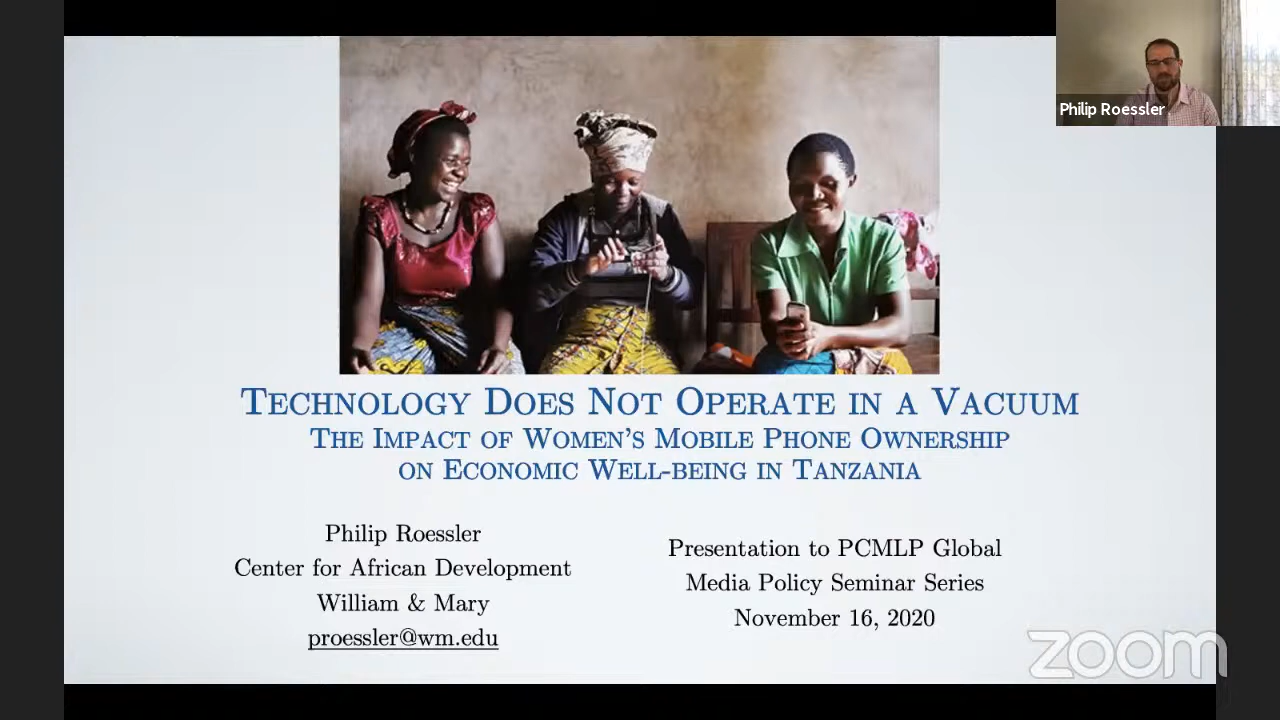 Philip Roessler
TECHNOLOGY DOES NOT OPERATE IN A VACUUM
THE IMPACT OF WOMEN'S MOBILE PHONE OWNERSHIP
ON ECONOMIC WELL-BEING IN TANZANIA
Philip Roessler
Center for African Development
William & Mary
proessler@wm.edu
Presentation to PCMLP Global
Media Policy Seminar Series
November 16, 2020
zoom